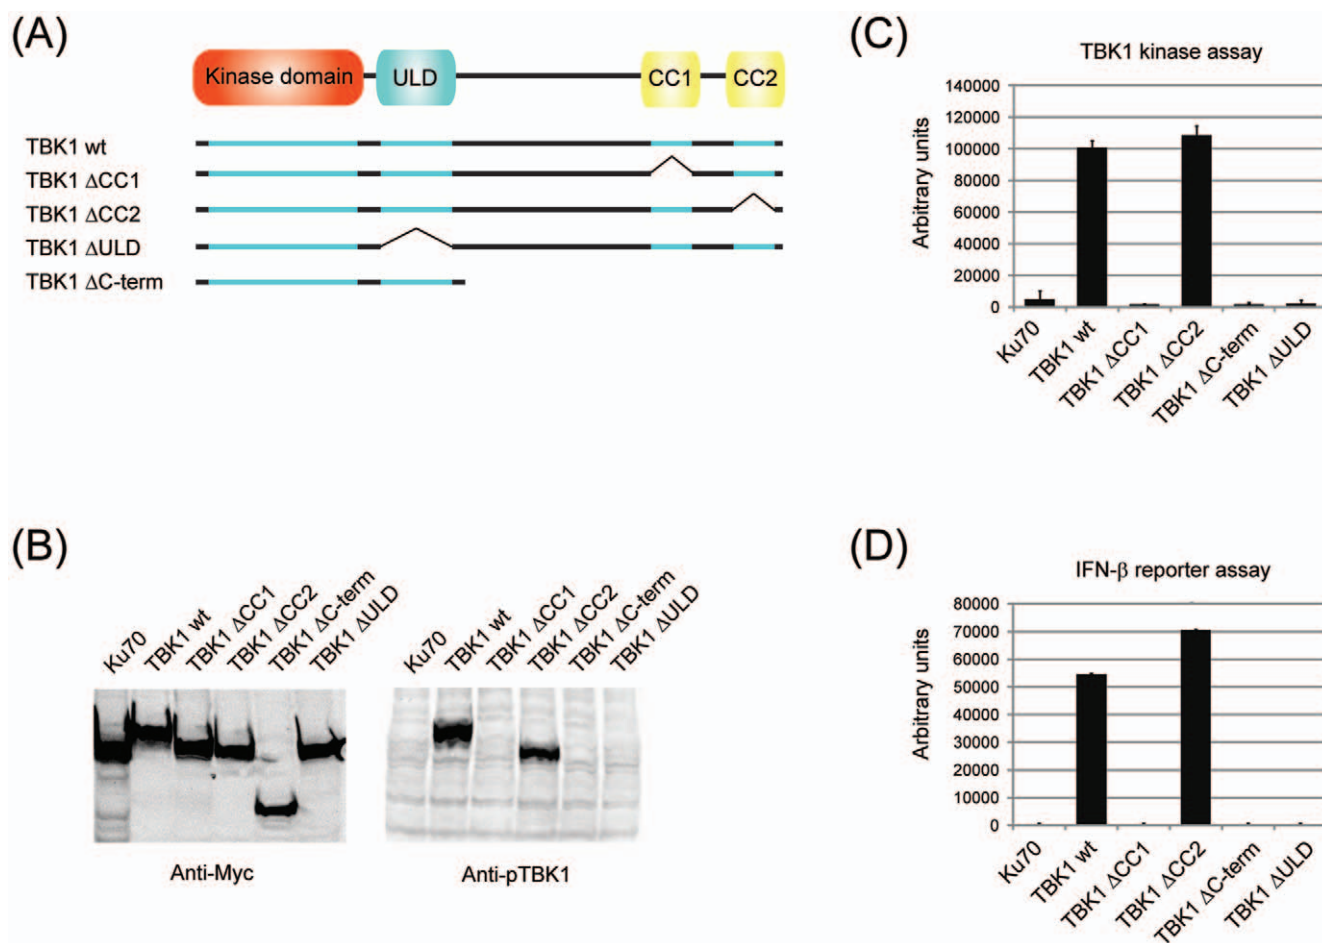 (A)
Kinase domain ULD CC1 CC2
TBK1 wt
TBK1 ΔCC1
TBK1 ΔCC2
TBK1 ΔULD
TBK1 ΔC-term
(B)
Ku70 TBK1 wt TBK1 ΔCC1 TBK1 ΔCC2 TBK1 ΔC-term TBK1 ΔULD
Anti-Myc
Ku70 TBK1 wt TBK1 ΔCC1 TBK1 ΔCC2 TBK1 ΔC-term TBK1 ΔULD
Anti-pTBK1
(C)
TBK1 kinase assay
Arbitrary units
140000
120000
100000
80000
60000
40000
20000
0
Ku70 TBK1 wt TBK1 ΔCC1 TBK1 ΔCC2 TBK1 ΔC-term TBK1 ΔULD
(D)
IFN-β reporter assay
Arbitrary units
80000
70000
60000
50000
40000
30000
20000
10000
0
Ku70 TBK1 wt TBK1 ΔCC1 TBK1 ΔCC2 TBK1 ΔC-term TBK1 ΔULD